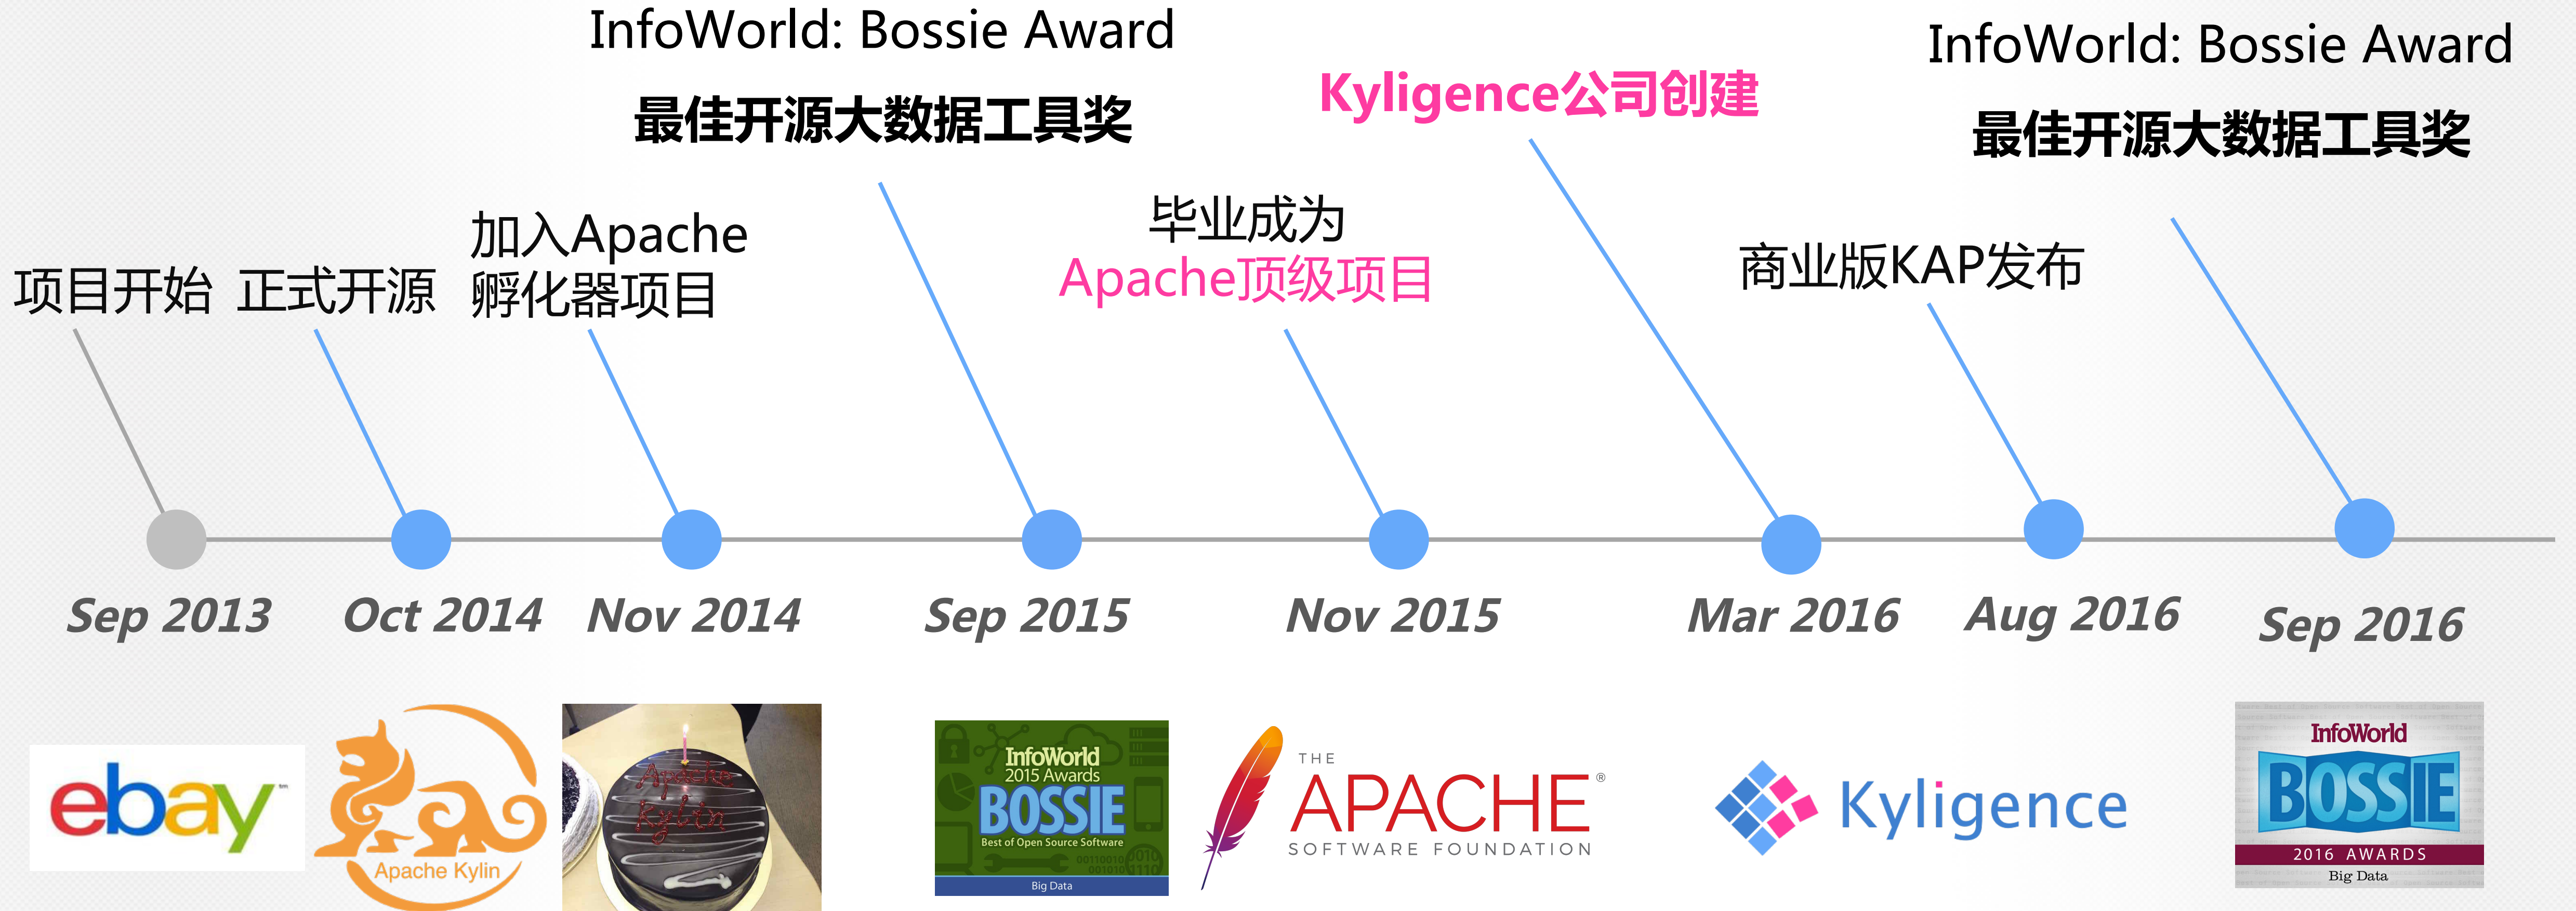 InfoWorld: Bossie Award
最佳开源大数据工具奖
Kyligence公司创建
InfoWorld: Bossie Award
最佳开源大数据工具奖
项目开始
正式开源
加入Apache
孵化器项目
毕业成为
Apache顶级项目
商业版KAP发布
Sep 2013
Oct 2014
Nov 2014
Sep 2015
Nov 2015
Mar 2016
Aug 2016
Sep 2016
ebay
Apache Kylin
Apache
Kylin
InfoWorld
2015 Awards
BOSSIE
Best of Open Source Software
Big Data
THE
APACHE®
SOFTWARE FOUNDATION
Kyligence
InfoWorld
BOSSIE
2016 AWARDS
Big Data